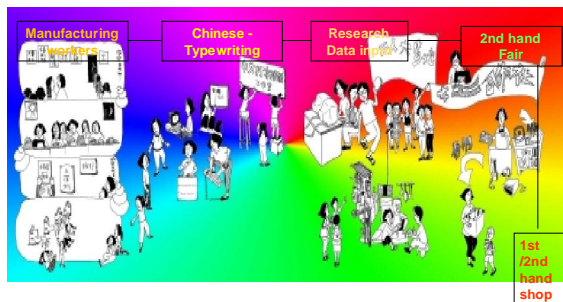 Manufacturing
workers
Chinese -
Typewriting
Research
Data input
2nd hand
Fair
1st
/2nd
hand
shop